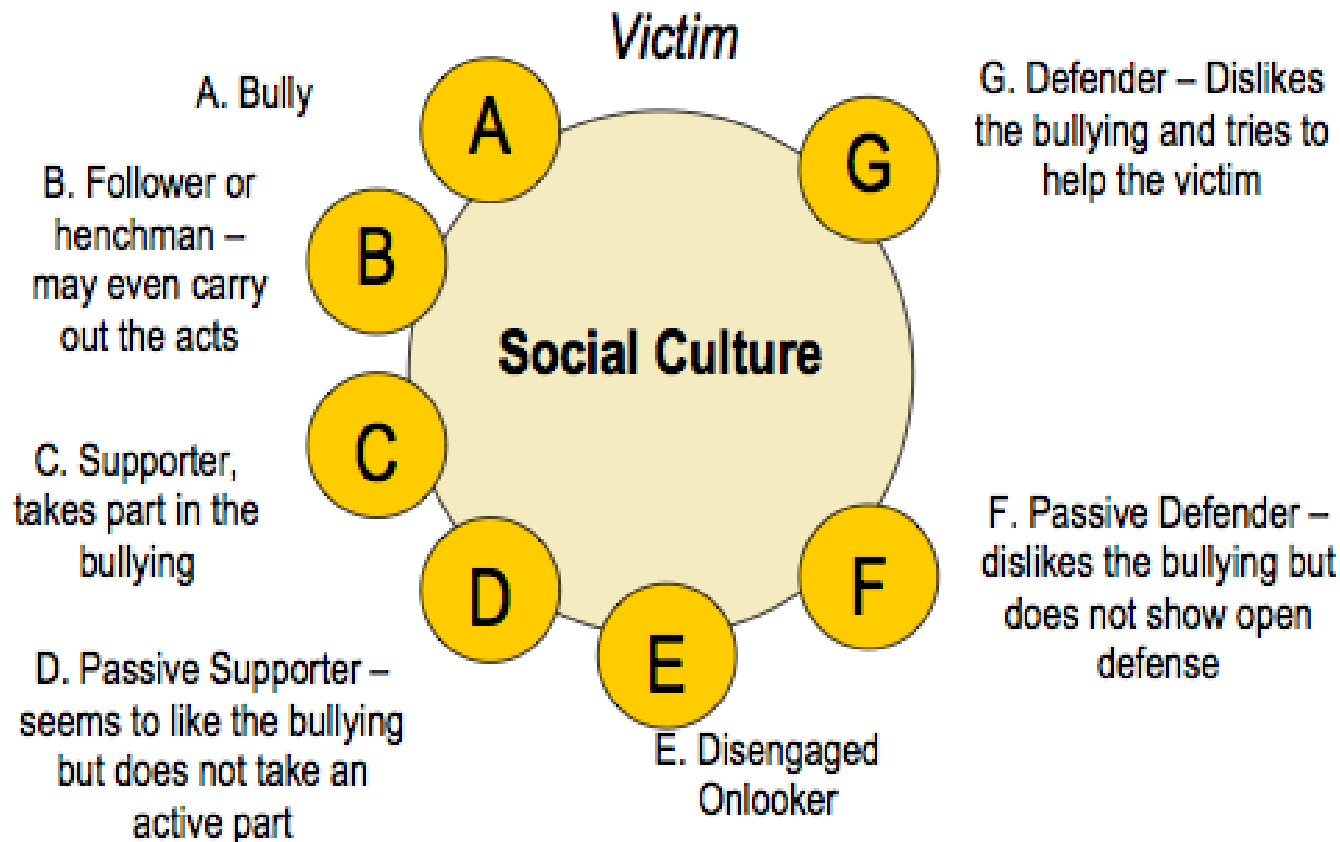 Victim
A. Bully
A
G. Defender – Dislikes
the bullying and tries to
help the victim
G
B. Follower or
henchman –
may even carry
out the acts
B
Social Culture
C. Supporter,
takes part in the
bullying
C
D. Passive Supporter –
seems to like the bullying
but does not take an
active part
D
E
E. Disengaged
Onlooker
F
F. Passive Defender –
dislikes the bullying but
does not show open
defense